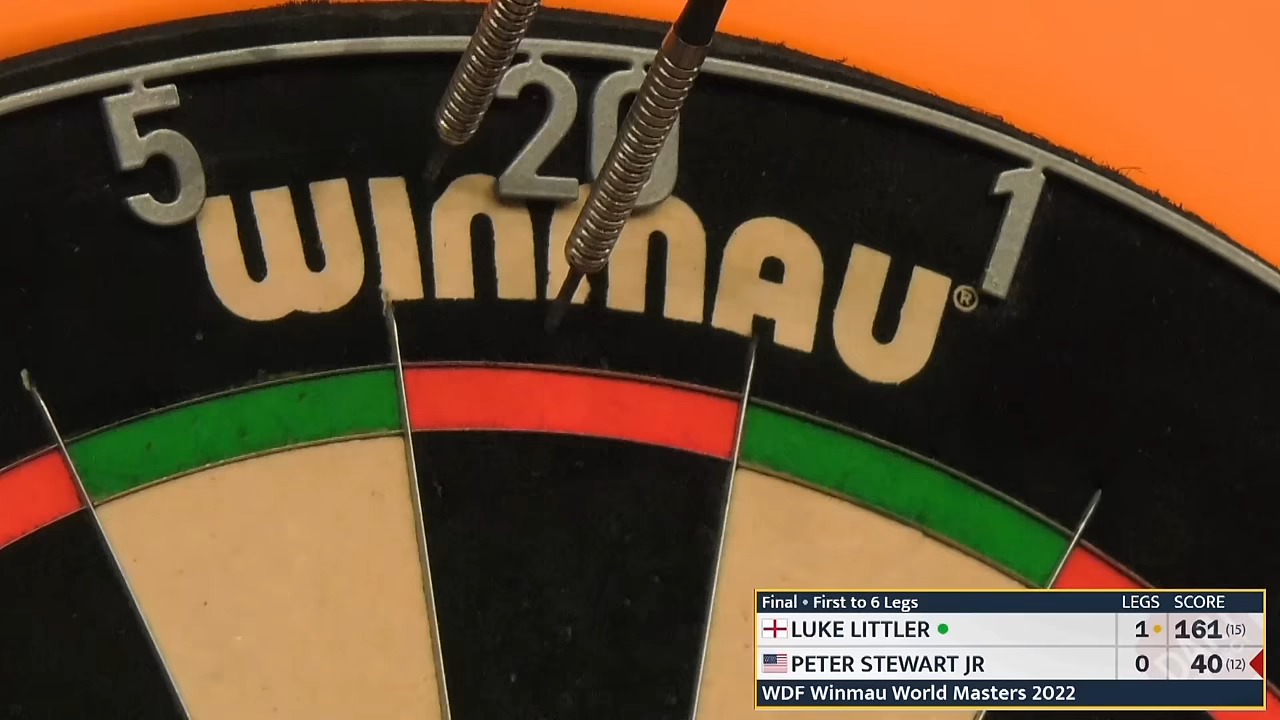 5 20 1
WINMAU®
Final • First to 6 Legs LEGS SCORE
LUKE LITTLER 1 161 (15)
PETER STEWART JR 0 40 (12)
WDF Winmau World Masters 2022